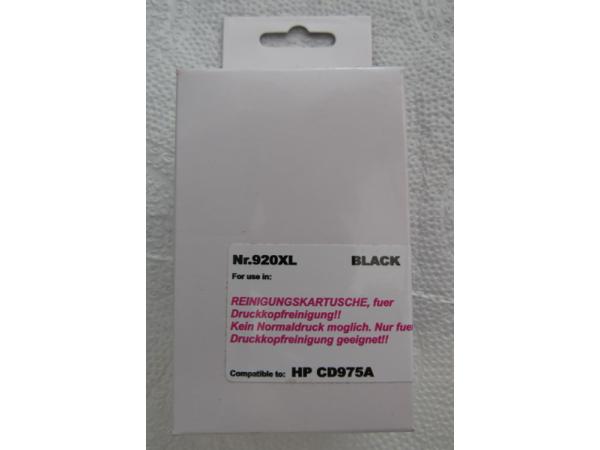 Nr.920XL BLACK
For use in:
REINIGUNGSKARTUSCHE, fuer
Druckkopfreinigung!!
Kein Normaldruck moglich. Nur fue
Druckkopfreinigung geeignet!!
Compatible to: HP CD975A